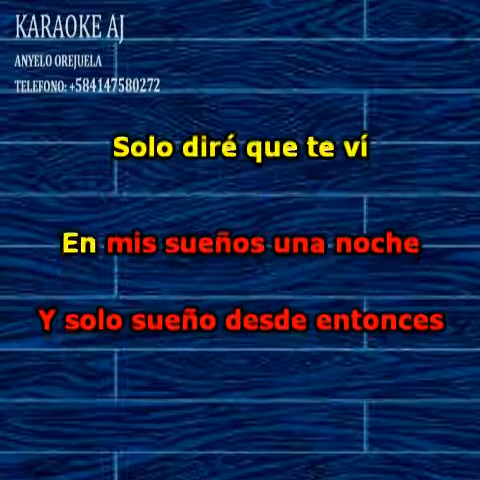 KARAOKE AJ
ANYELO OREJUELA
TELEFONO: +584147580272
Solo diré que te ví
En mis sueños una noche
Y solo sueño desde entonces